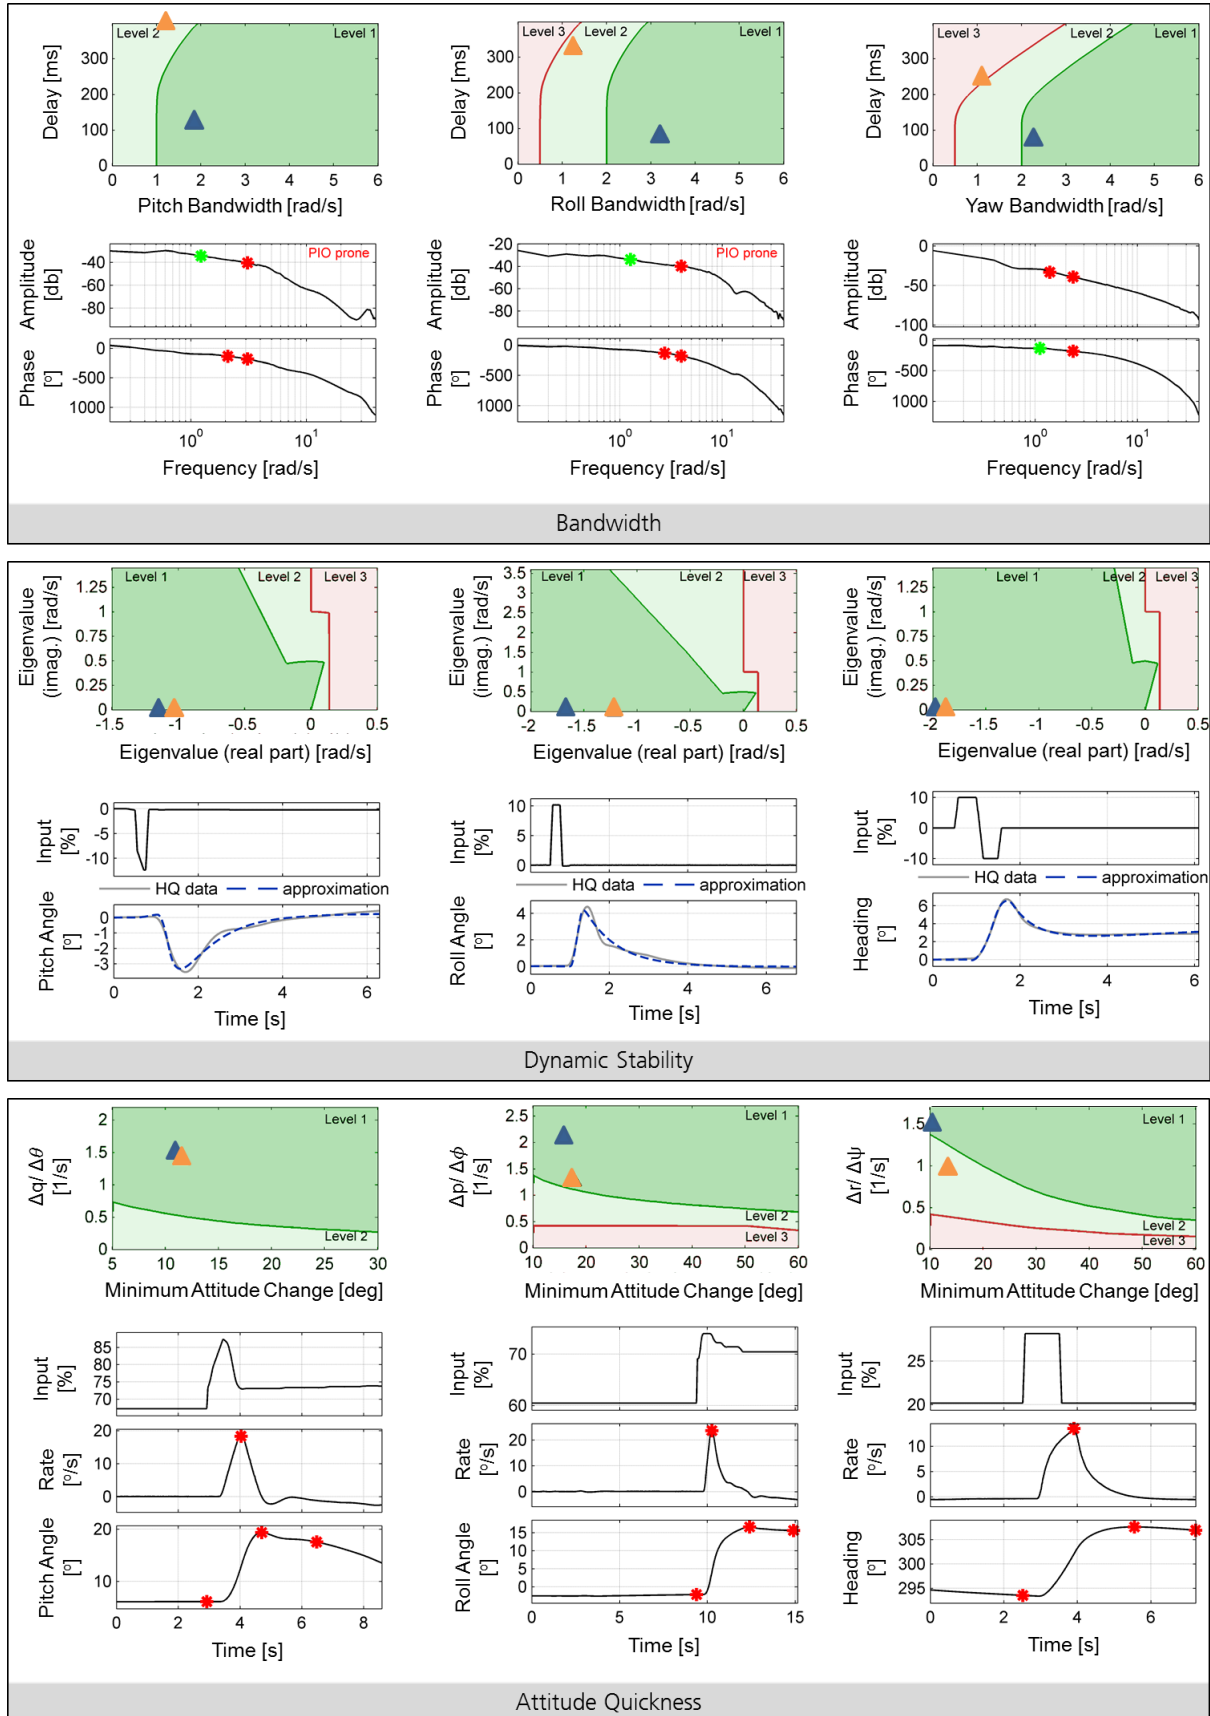 Level 2
Level 1
Delay [ms]
300
200
100
0
0 1 2 3 4 5 6
Pitch Bandwidth [rad/s]
Level 3
Level 2
Level 1
Delay [ms]
300
200
100
0
0 1 2 3 4 5 6
Roll Bandwidth [rad/s]
Level 3
Level 2
Level 1
Delay [ms]
300
200
100
0
0 1 2 3 4 5 6
Yaw Bandwidth [rad/s]
Amplitude
[db]
-40
-60
-80
PIO prone
Phase
[º]
0
-500
1000
10⁰ 10¹
Frequency [rad/s]
Amplitude
[db]
-20
-40
-60
-80
PIO prone
Phase
[º]
0
-500
1000
10⁰ 10¹
Frequency [rad/s]
Amplitude
[db]
0
-50
-100
Phase
[º]
0
-500
1000
10⁰ 10¹
Frequency [rad/s]
Bandwidth
Eigenvalue
(imag.) [rad/s]
1.25
1
0.75
0.5
0.25
0
Level 1
Level 2
Level 3
-1.5 -1 -0.5 0 0.5
Eigenvalue (real part) [rad/s]
Eigenvalue
(imag.) [rad/s]
3.5
3
2.5
2
1.5
1
0.5
0
Level 1
Level 2
Level 3
-2 -1.5 -1 -0.5 0 0.5
Eigenvalue (real part) [rad/s]
Eigenvalue
(imag.) [rad/s]
1.25
1
0.75
0.5
0.25
0
Level 1
Level 2
Level 3
-2 -1.5 -1 -0.5 0 0.5
Eigenvalue (real part) [rad/s]
Input
[%]
0
-5
-10
HQ data
approximation
Pitch Angle
[º]
0
-1
-2
-3
0 2 4 6
Time [s]
Input
[%]
10
5
0
HQ data
approximation
Roll Angle
[º]
4
2
0
0 2 4 6
Time [s]
Input
[%]
10
0
-10
HQ data
approximation
Heading
[º]
6
4
2
0
0 2 4 6
Time [s]
Dynamic Stability
Δq/ Δθ
[1/s]
2
1.5
1
0.5
0
Level 1
Level 2
5 10 15 20 25 30
Minimum Attitude Change [deg]
Δp/ Δϕ
[1/s]
2.5
2
1.5
1
0.5
0
Level 1
Level 2
Level 3
10 20 30 40 50 60
Minimum Attitude Change [deg]
Δr/ Δψ
[1/s]
1.5
1
0.5
0
Level 1
Level 2
Level 3
10 20 30 40 50 60
Minimum Attitude Change [deg]
Input
[%]
85
80
75
70
Rate
[º/s]
20
10
0
Pitch Angle
[º]
20
10
0 2 4 6 8
Time [s]
Input
[%]
70
60
Rate
[º/s]
20
10
0
Roll Angle
[º]
15
10
5
0
0 5 10 15
Time [s]
Input
[%]
25
20
Rate
[º/s]
10
5
0
Heading
[º]
305
300
295
0 2 4 6
Time [s]
Attitude Quickness